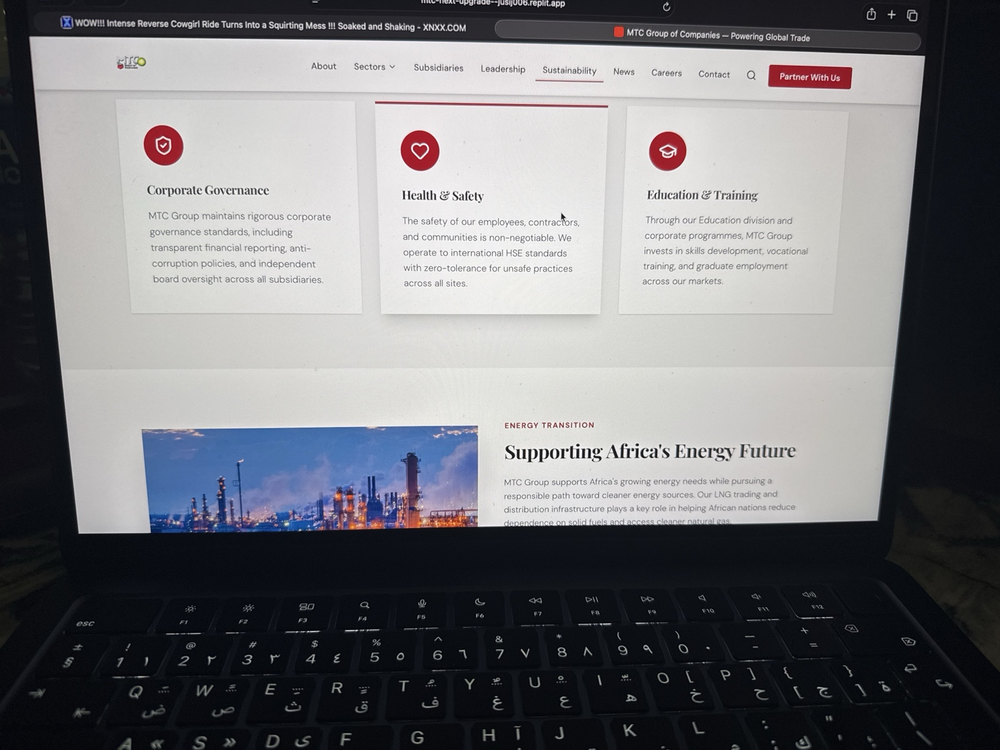 mtc-next-upgrade--jusij006.replit.app
WOW!!! Intense Reverse Cowgirl Ride Turns Into a Squirting Mess !!! Soaked and Shaking - XNXX.COM
MTC Group of Companies — Powering Global Trade
About Sectors Subsidiaries Leadership Sustainability News Careers Contact Partner With Us
Corporate Governance
MTC Group maintains rigorous corporate
governance standards, including
transparent financial reporting, anti-
corruption policies, and independent
board oversight across all subsidiaries.
Health & Safety
The safety of our employees, contractors,
and communities is non-negotiable. We
operate to international HSE standards
with zero-tolerance for unsafe practices
across all sites.
Education & Training
Through our Education division and
corporate programmes, MTC Group
invests in skills development, vocational
training, and graduate employment
across our markets.
ENERGY TRANSITION
Supporting Africa's Energy Future
MTC Group supports Africa's growing energy needs while pursuing a
responsible path toward cleaner energy sources. Our LNG trading and
distribution infrastructure plays a key role in helping African nations reduce
dependence on solid fuels and access cleaner natural gas.
esc F1 F2 F3 F4 F5 F6 F7 F8 F9 F10 F11 F12
± ! @ # $ % ^ & * ( ) — +
§ 1 ١ 2 ٢ 3 ٣ 4 ٤ 5 ٥ 6 ٦ 7 ٧ 8 ٨ 9 ٩ 0 ٠ - =
Q W E R T Y U I O [ P ] { }
ض ص ث ق ف غ ع ه خ ح [ ج ] ة
A « S » D ي F G H آ J K L : "
ك